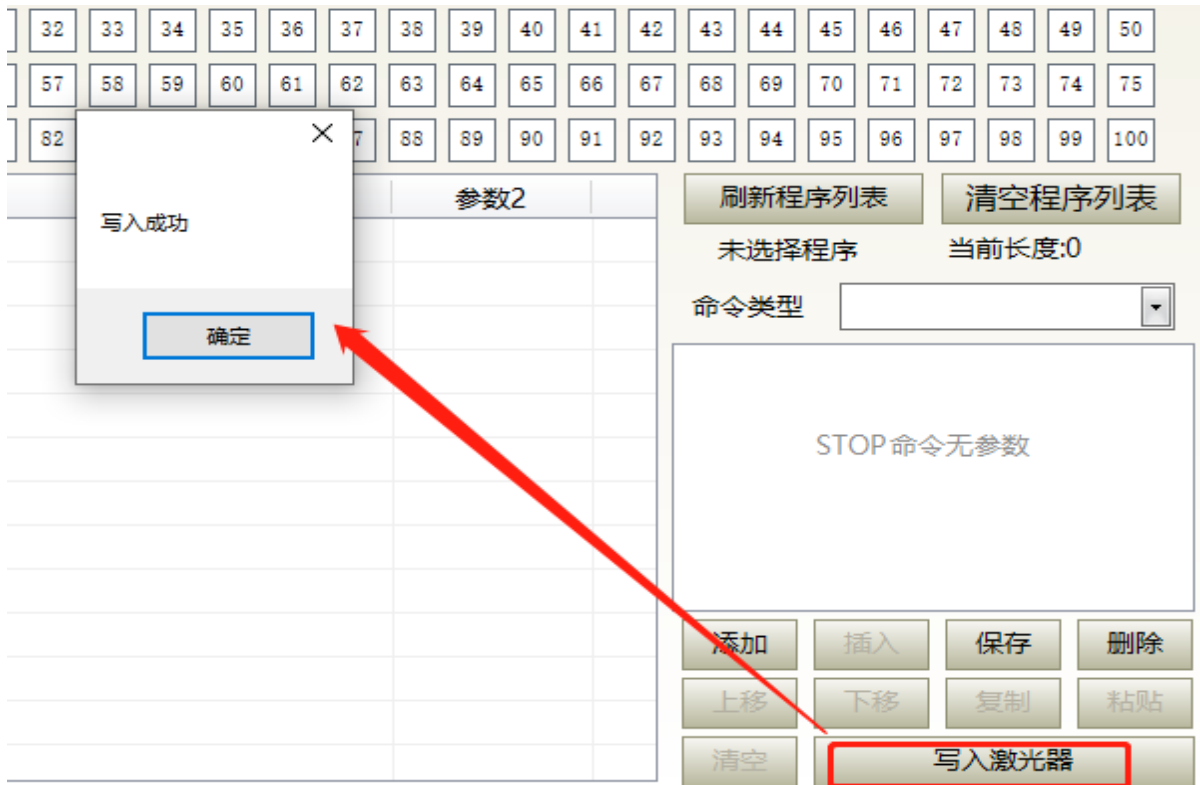 32 33 34 35 36 37 38 39 40 41 42 43 44 45 46 47 48 49 50
57 58 59 60 61 62 63 64 65 66 67 68 69 70 71 72 73 74 75
82 88 89 90 91 92 93 94 95 96 97 98 99 100
参数2
刷新程序列表 清空程序列表
写入成功
未选择程序 当前长度:0
命令类型
确定
STOP命令无参数
添加 插入 保存 删除
上移 下移 复制 粘贴
清空 写入激光器